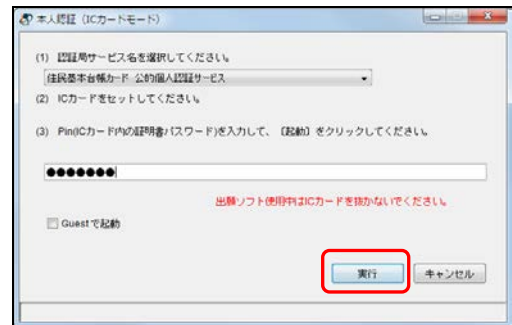 本人認証（ICカードモード）
(1) 認証局サービス名を選択してください。
住民基本台帳カード 公的個人認証サービス
(2) ICカードをセットしてください。
(3) Pin(ICカード内の証明書パスワード)を入力して、〔起動〕をクリックしてください。
●●●●●●●
出願ソフト使用中はICカードを抜かないでください。
Guestで起動
実行 キャンセル